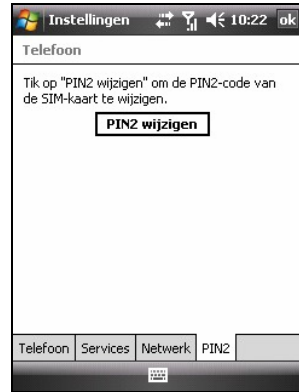 Instellingen 10:22 ok
Telefoon
Tik op "PIN2 wijzigen" om de PIN2-code van
de SIM-kaart te wijzigen.
PIN2 wijzigen
Telefoon Services Netwerk PIN2